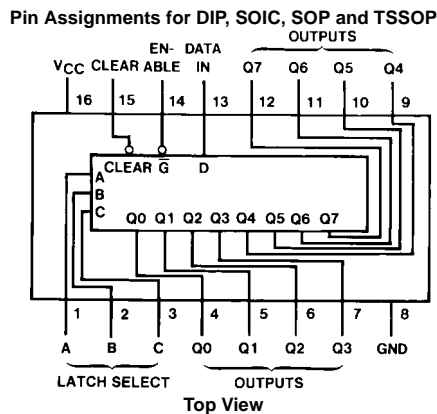 Pin Assignments for DIP, SOIC, SOP and TSSOP
OUTPUTS
EN- DATA
VCC CLEAR ABLE IN Q7 Q6 Q5 Q4
16 15 14 13 12 11 10 9
CLEAR G D
A
B
C
Q0 Q1 Q2 Q3 Q4 Q5 Q6 Q7
1 2 3 4 5 6 7 8
A B C Q0 Q1 Q2 Q3 GND
LATCH SELECT OUTPUTS
Top View